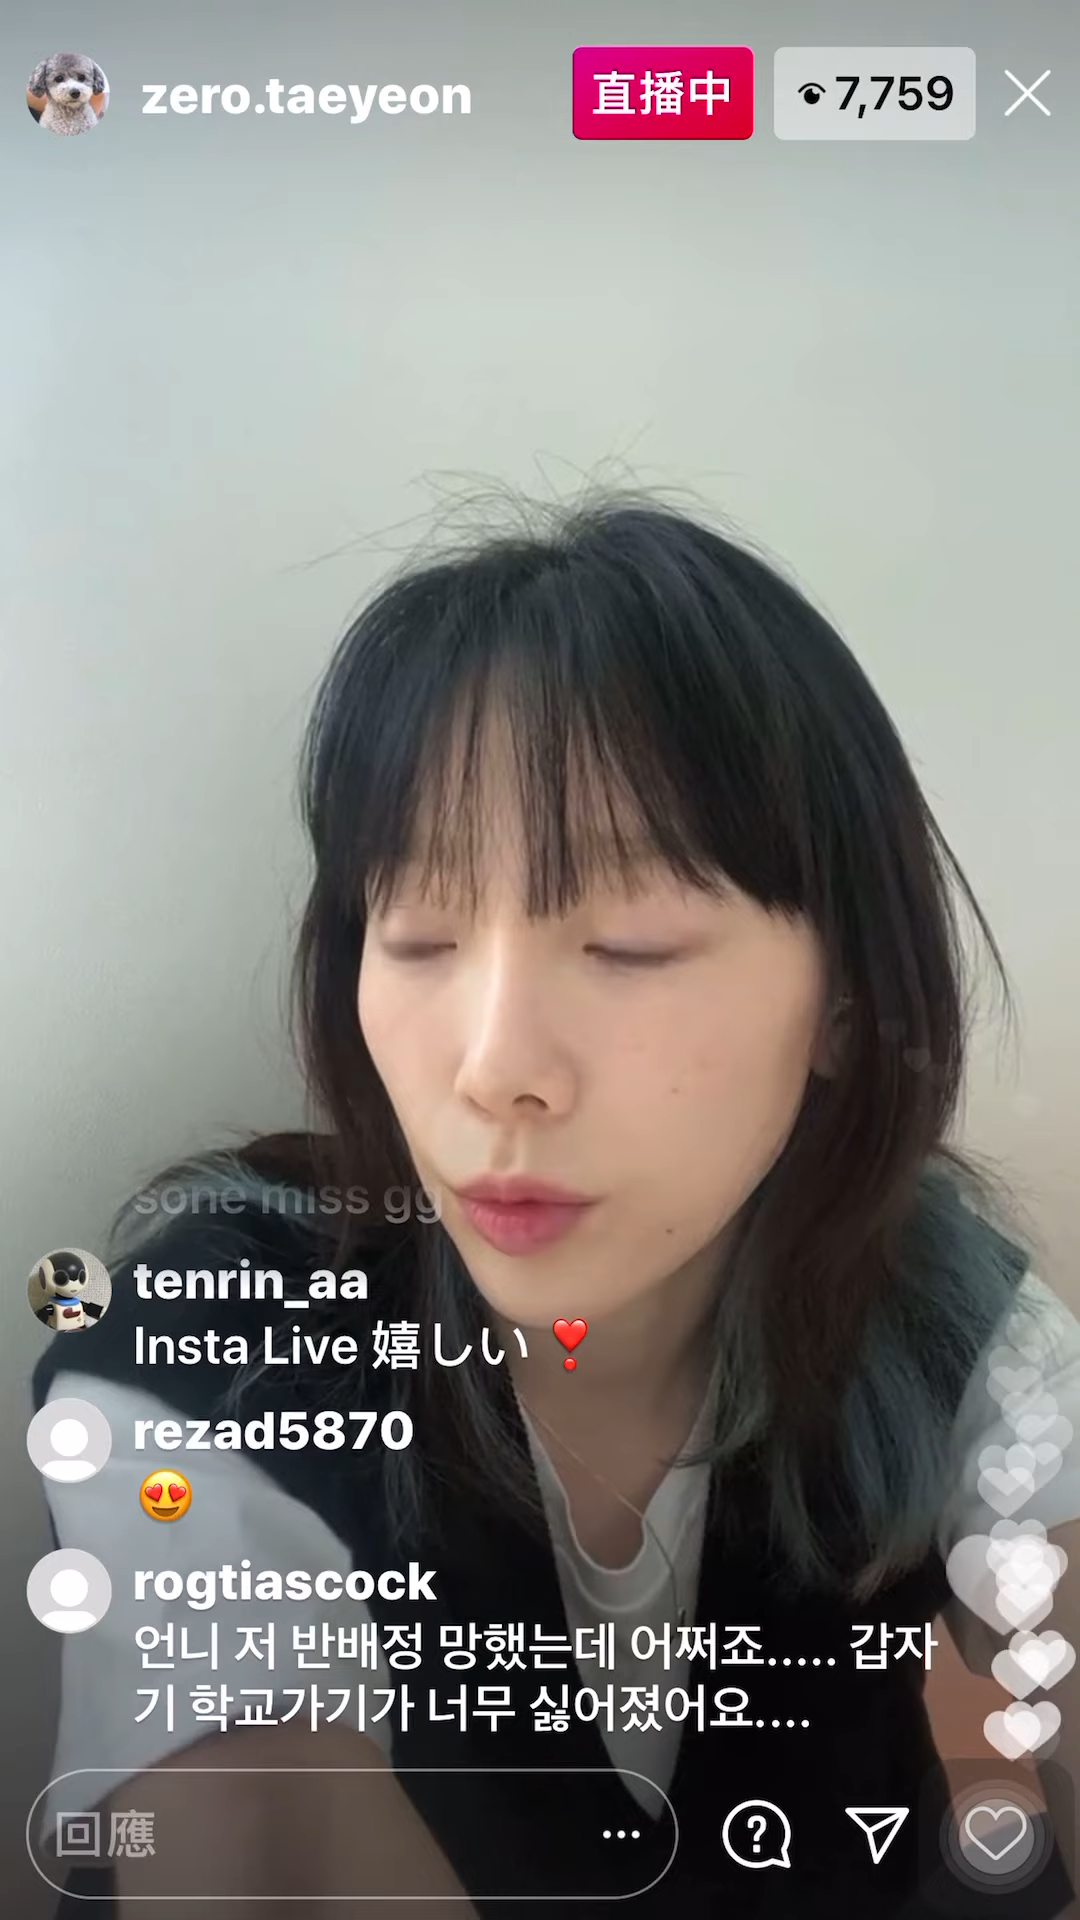 zero.taeyeon
直播中
7,759
sone miss gg
tenrin_aa
Insta Live 嬉しい❣️
rezad5870
😍
rogtiascock
언니 저 반배정 망했는데 어쩌죠..... 갑자
기 학교가기가 너무 싫어졌어요....
回應